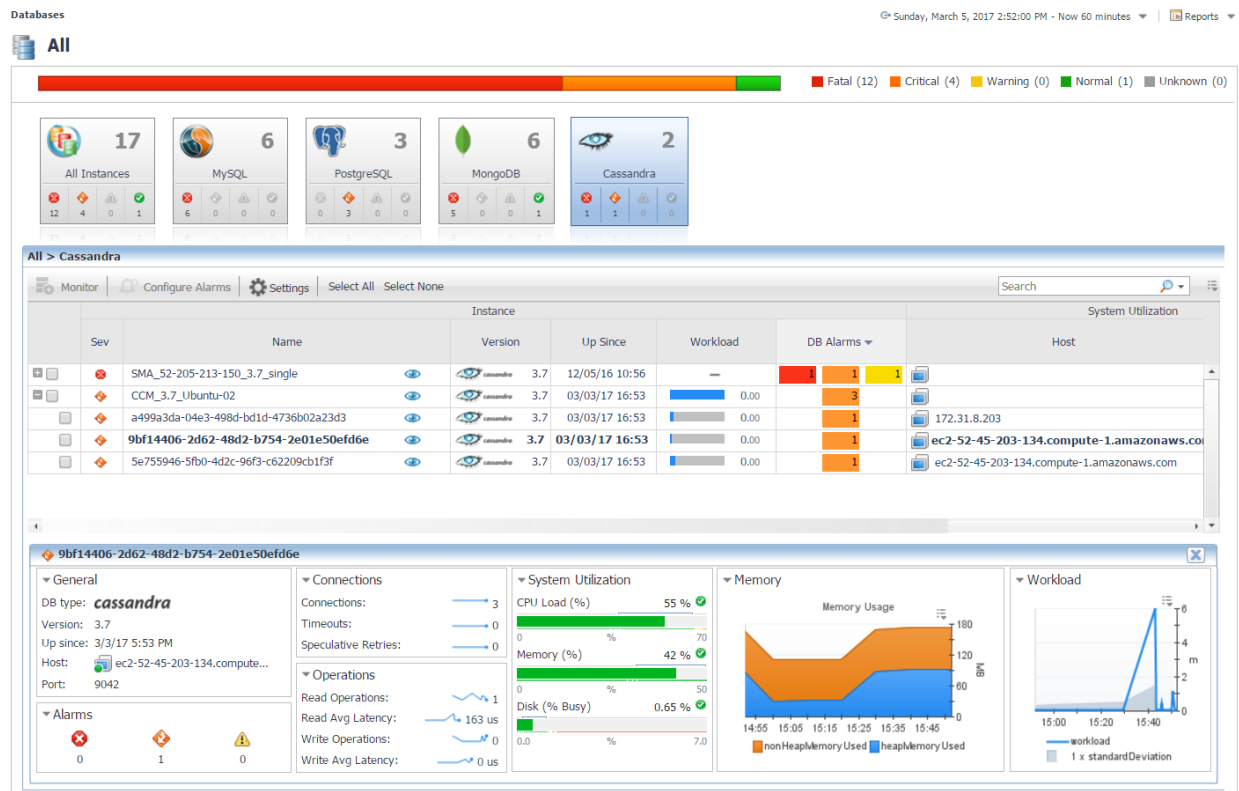 Databases
Sunday, March 5, 2017 2:52:00 PM - Now 60 minutes
Reports
All
Fatal (12) Critical (4) Warning (0) Normal (1) Unknown (0)
17 6 3 6 2
All Instances MySQL PostgreSQL MongoDB Cassandra
12 4 0 1 6 0 0 0 0 3 0 0 5 0 0 1 1 1 0 0
All > Cassandra
Monitor Configure Alarms Settings Select All Select None Search
Instance System Utilization
Sev Name Version Up Since Workload DB Alarms Host
SMA_52-205-213-150_3.7_single cassandra 3.7 12/05/16 10:56 — 1 1 1
CCM_3.7_Ubuntu-02 cassandra 3.7 03/03/17 16:53 0.00 3
a499a3da-04e3-498d-bd1d-4736b02a23d3 cassandra 3.7 03/03/17 16:53 0.00 1 172.31.8.203
9bf14406-2d62-48d2-b754-2e01e50efd6e cassandra 3.7 03/03/17 16:53 0.00 1 ec2-52-45-203-134.compute-1.amazonaws.co
5e755946-5fb0-4d2c-96f3-c62209cb1f3f cassandra 3.7 03/03/17 16:53 0.00 1 ec2-52-45-203-134.compute-1.amazonaws.com
9bf14406-2d62-48d2-b754-2e01e50efd6e
General
DB type: cassandra
Version: 3.7
Up since: 3/3/17 5:53 PM
Host: ec2-52-45-203-134.compute...
Port: 9042
Alarms
0 1 0
Connections
Connections: 3
Timeouts: 0
Speculative Retries: 0
Operations
Read Operations: 1
Read Avg Latency: 163 us
Write Operations: 0
Write Avg Latency: 0 us
System Utilization
CPU Load (%) 55 %
0 % 70
Memory (%) 42 %
0 % 50
Disk (% Busy) 0.65 %
0.0 % 7.0
Memory
Memory Usage
180
120
60
0
MB
14:55 15:05 15:15 15:25 15:35 15:45
nonHeapMemory Used heapMemory Used
Workload
6
4
2
0
m
15:00 15:20 15:40
workload
1 x standardDeviation